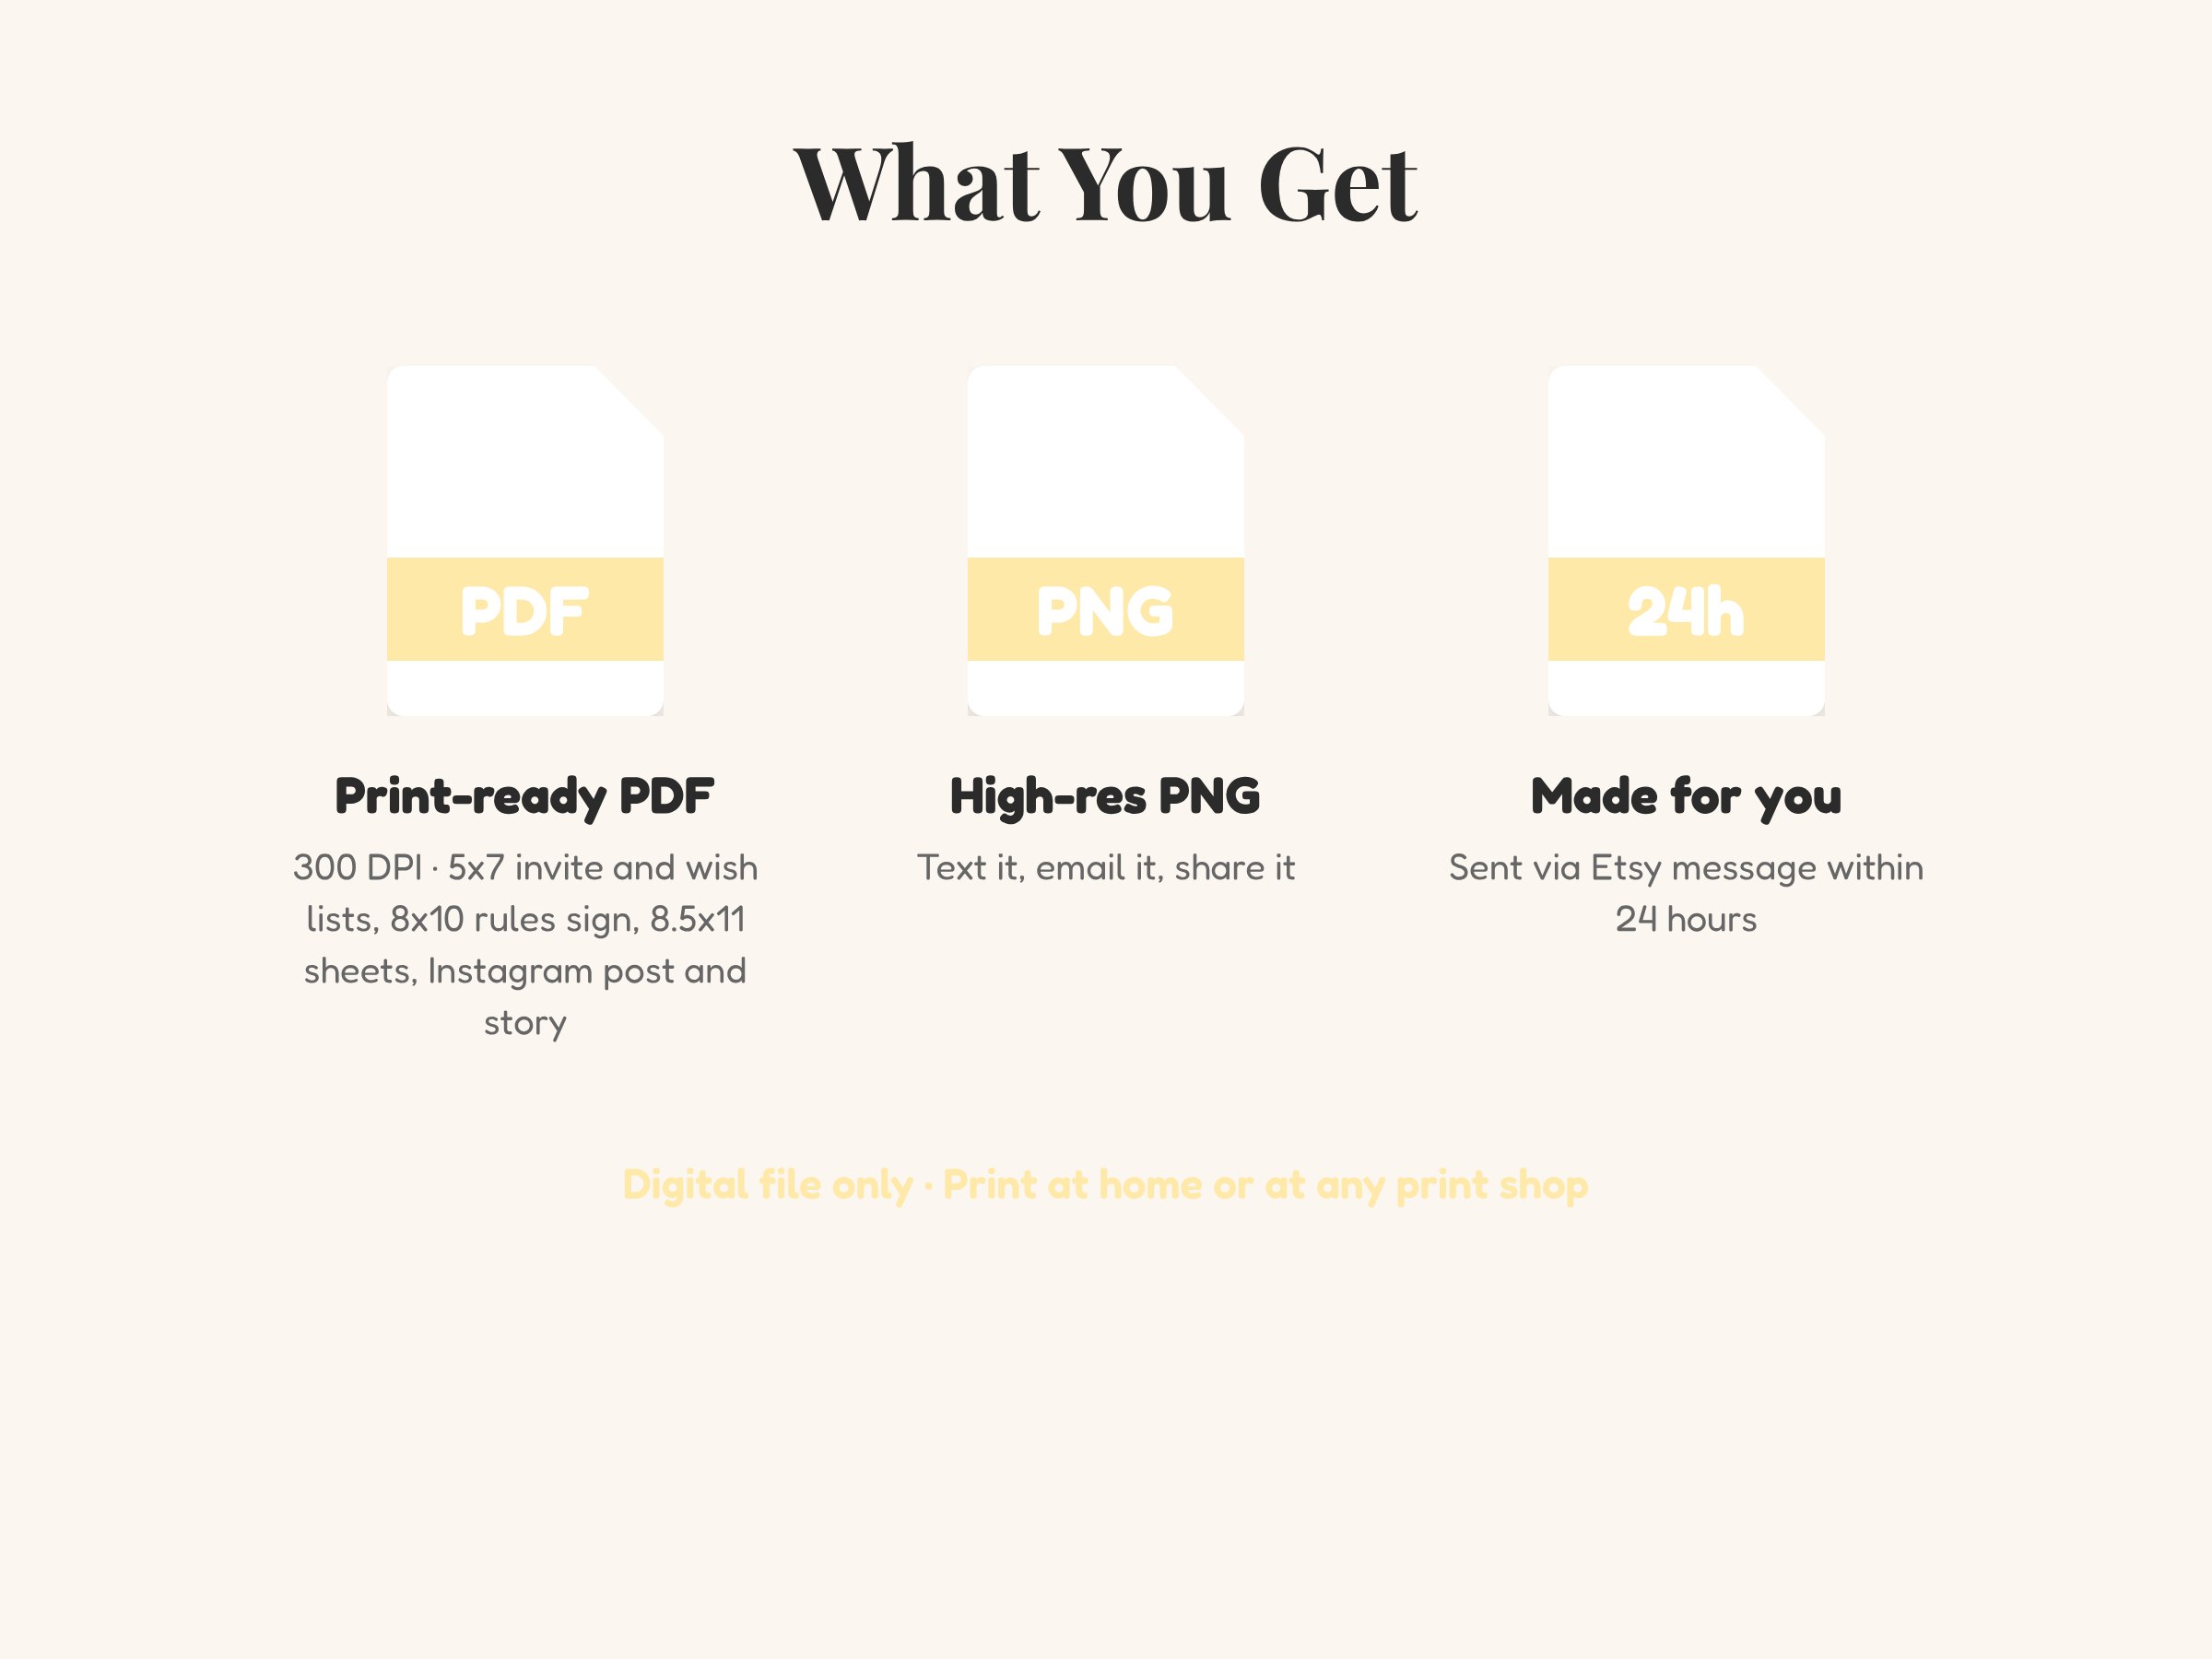 What You Get
PDF
PNG
24h
Print-ready PDF
300 DPI · 5x7 invite and wish
lists, 8x10 rules sign, 8.5x11
sheets, Instagram post and
story
High-res PNG
Text it, email it, share it
Made for you
Sent via Etsy message within
24 hours
Digital file only · Print at home or at any print shop